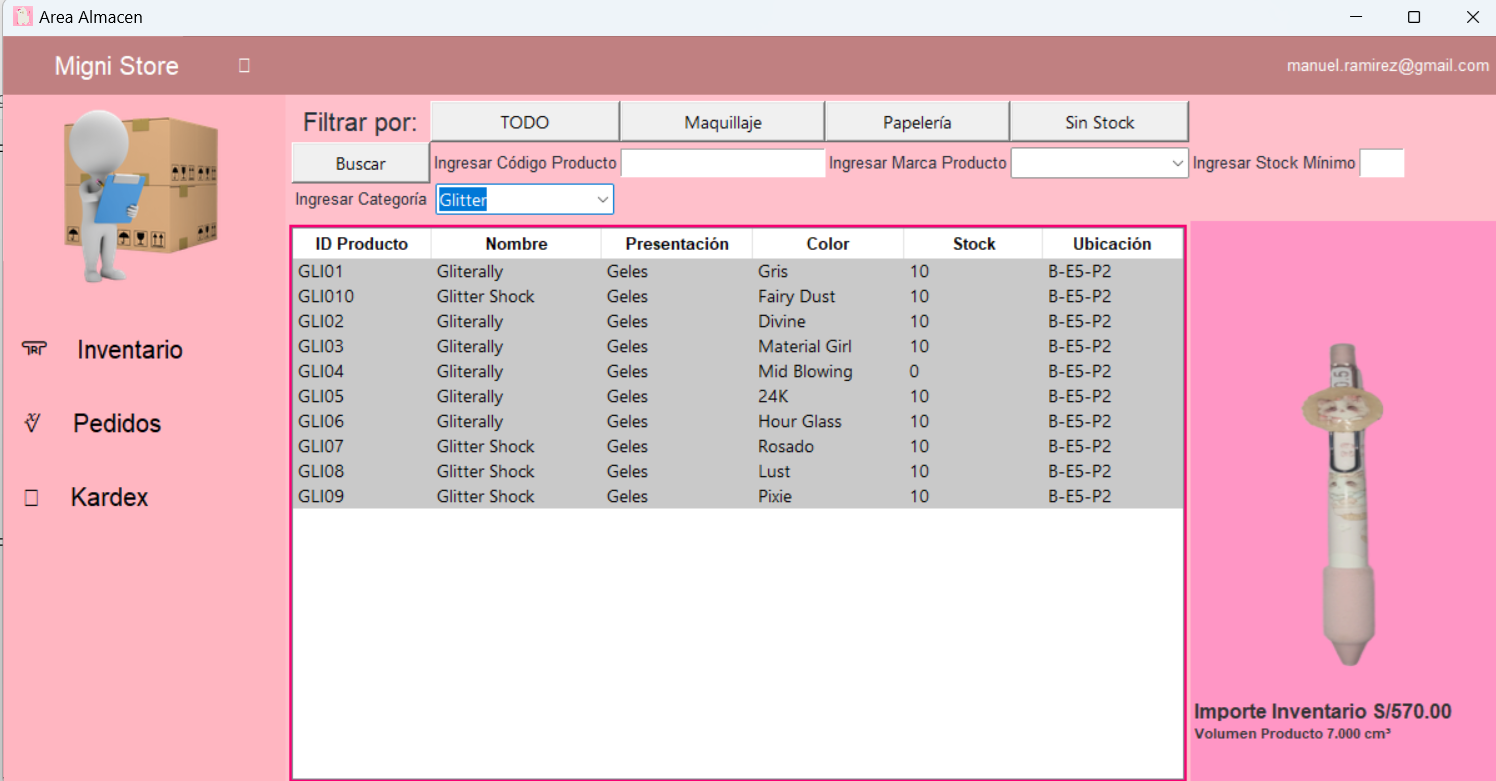 Area Almacen
Migni Store manuel.ramirez@gmail.com
Filtrar por: TODO Maquillaje Papelería Sin Stock
Buscar Ingresar Código Producto Ingresar Marca Producto Ingresar Stock Mínimo
Ingresar Categoría Glitter
ID Producto Nombre Presentación Color Stock Ubicación
GLI01 Gliterally Geles Gris 10 B-E5-P2
GLI010 Glitter Shock Geles Fairy Dust 10 B-E5-P2
GLI02 Gliterally Geles Divine 10 B-E5-P2
GLI03 Gliterally Geles Material Girl 10 B-E5-P2
GLI04 Gliterally Geles Mid Blowing 0 B-E5-P2
GLI05 Gliterally Geles 24K 10 B-E5-P2
GLI06 Gliterally Geles Hour Glass 10 B-E5-P2
GLI07 Glitter Shock Geles Rosado 10 B-E5-P2
GLI08 Glitter Shock Geles Lust 10 B-E5-P2
GLI09 Glitter Shock Geles Pixie 10 B-E5-P2
Inventario
Pedidos
Kardex
0.5
Importe Inventario S/570.00
Volumen Producto 7.000 cm³